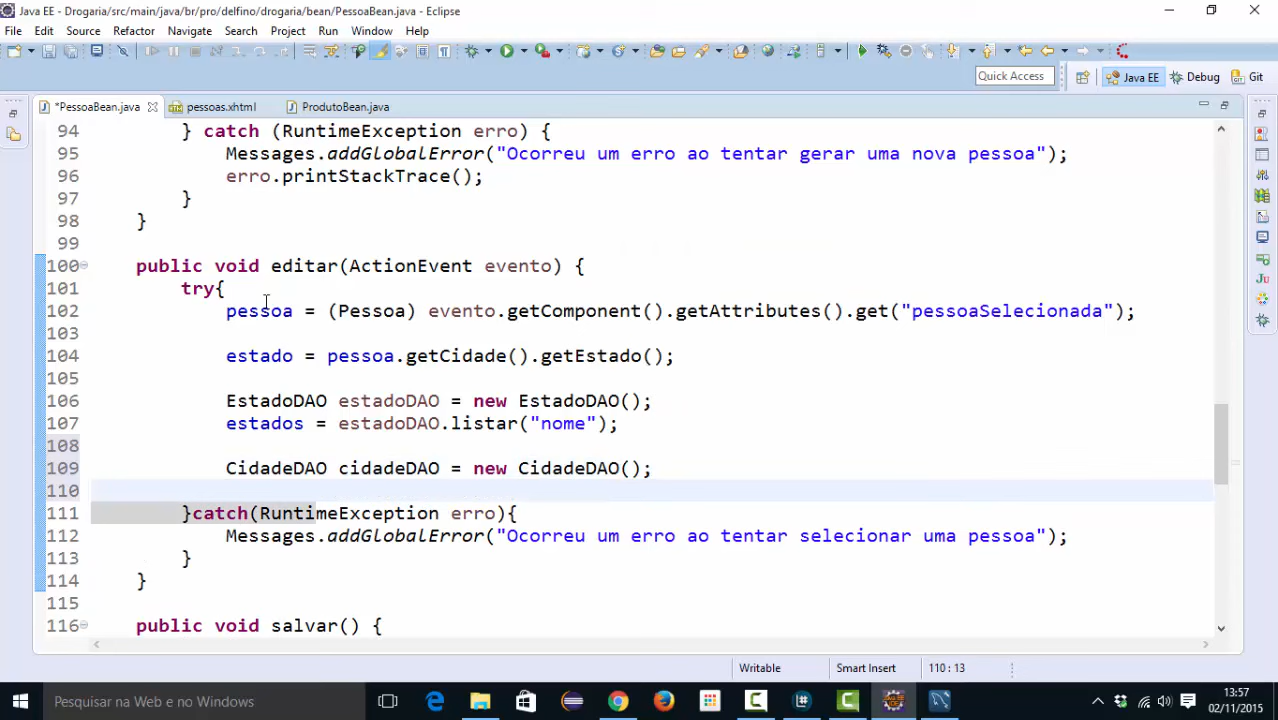 Java EE - Drogaria/src/main/java/br/pro/delfino/drogaria/bean/PessoaBean.java - Eclipse
File Edit Source Refactor Navigate Search Project Run Window Help
Quick Access Java EE Debug Git
*PessoaBean.java pessoas.xhtml ProdutoBean.java
94 } catch (RuntimeException erro) {
95 Messages.addGlobalError("Ocorreu um erro ao tentar gerar uma nova pessoa");
96 erro.printStackTrace();
97 }
98 }
99
100 public void editar(ActionEvent evento) {
101 try{
102 pessoa = (Pessoa) evento.getComponent().getAttributes().get("pessoaSelecionada");
103
104 estado = pessoa.getCidade().getEstado();
105
106 EstadoDAO estadoDAO = new EstadoDAO();
107 estados = estadoDAO.listar("nome");
108
109 CidadeDAO cidadeDAO = new CidadeDAO();
110
111 }catch(RuntimeException erro){
112 Messages.addGlobalError("Ocorreu um erro ao tentar selecionar uma pessoa");
113 }
114 }
115
116 public void salvar() {
Writable Smart Insert 110 : 13
Pesquisar na Web e no Windows
13:57
02/11/2015